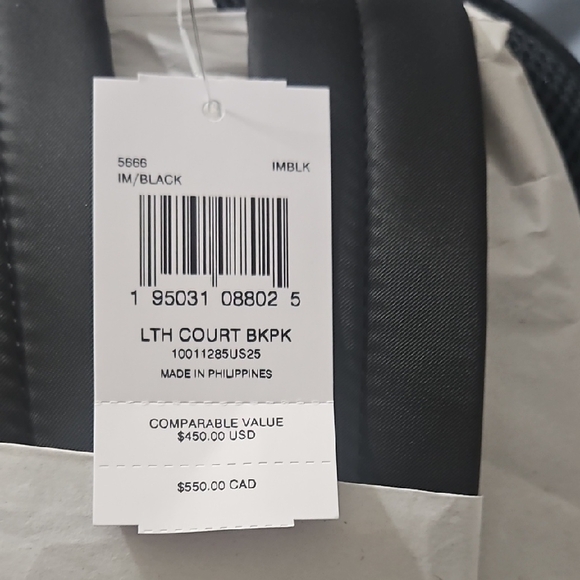 5666 IMBLK
IM/BLACK
1 95031 08802 5
LTH COURT BKPK
10011285US25
MADE IN PHILIPPINES
COMPARABLE VALUE
$450.00 USD
$550.00 CAD